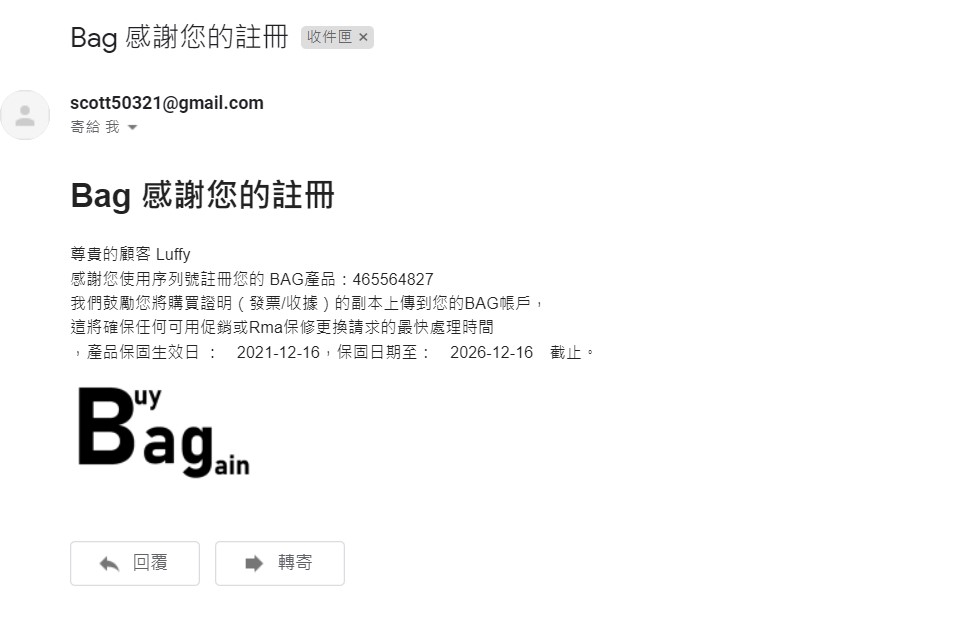 Bag 感謝您的註冊 收件匣 ×
scott50321@gmail.com
寄給 我
Bag 感謝您的註冊
尊貴的顧客 Luffy
感謝您使用序列號註冊您的 BAG產品：465564827
我們鼓勵您將購買證明（發票/收據）的副本上傳到您的BAG帳戶，
這將確保任何可用促銷或Rma保修更換請求的最快處理時間
，產品保固生效日 ： 2021-12-16，保固日期至： 2026-12-16 截止。
Buy
Bagain
回覆
轉寄